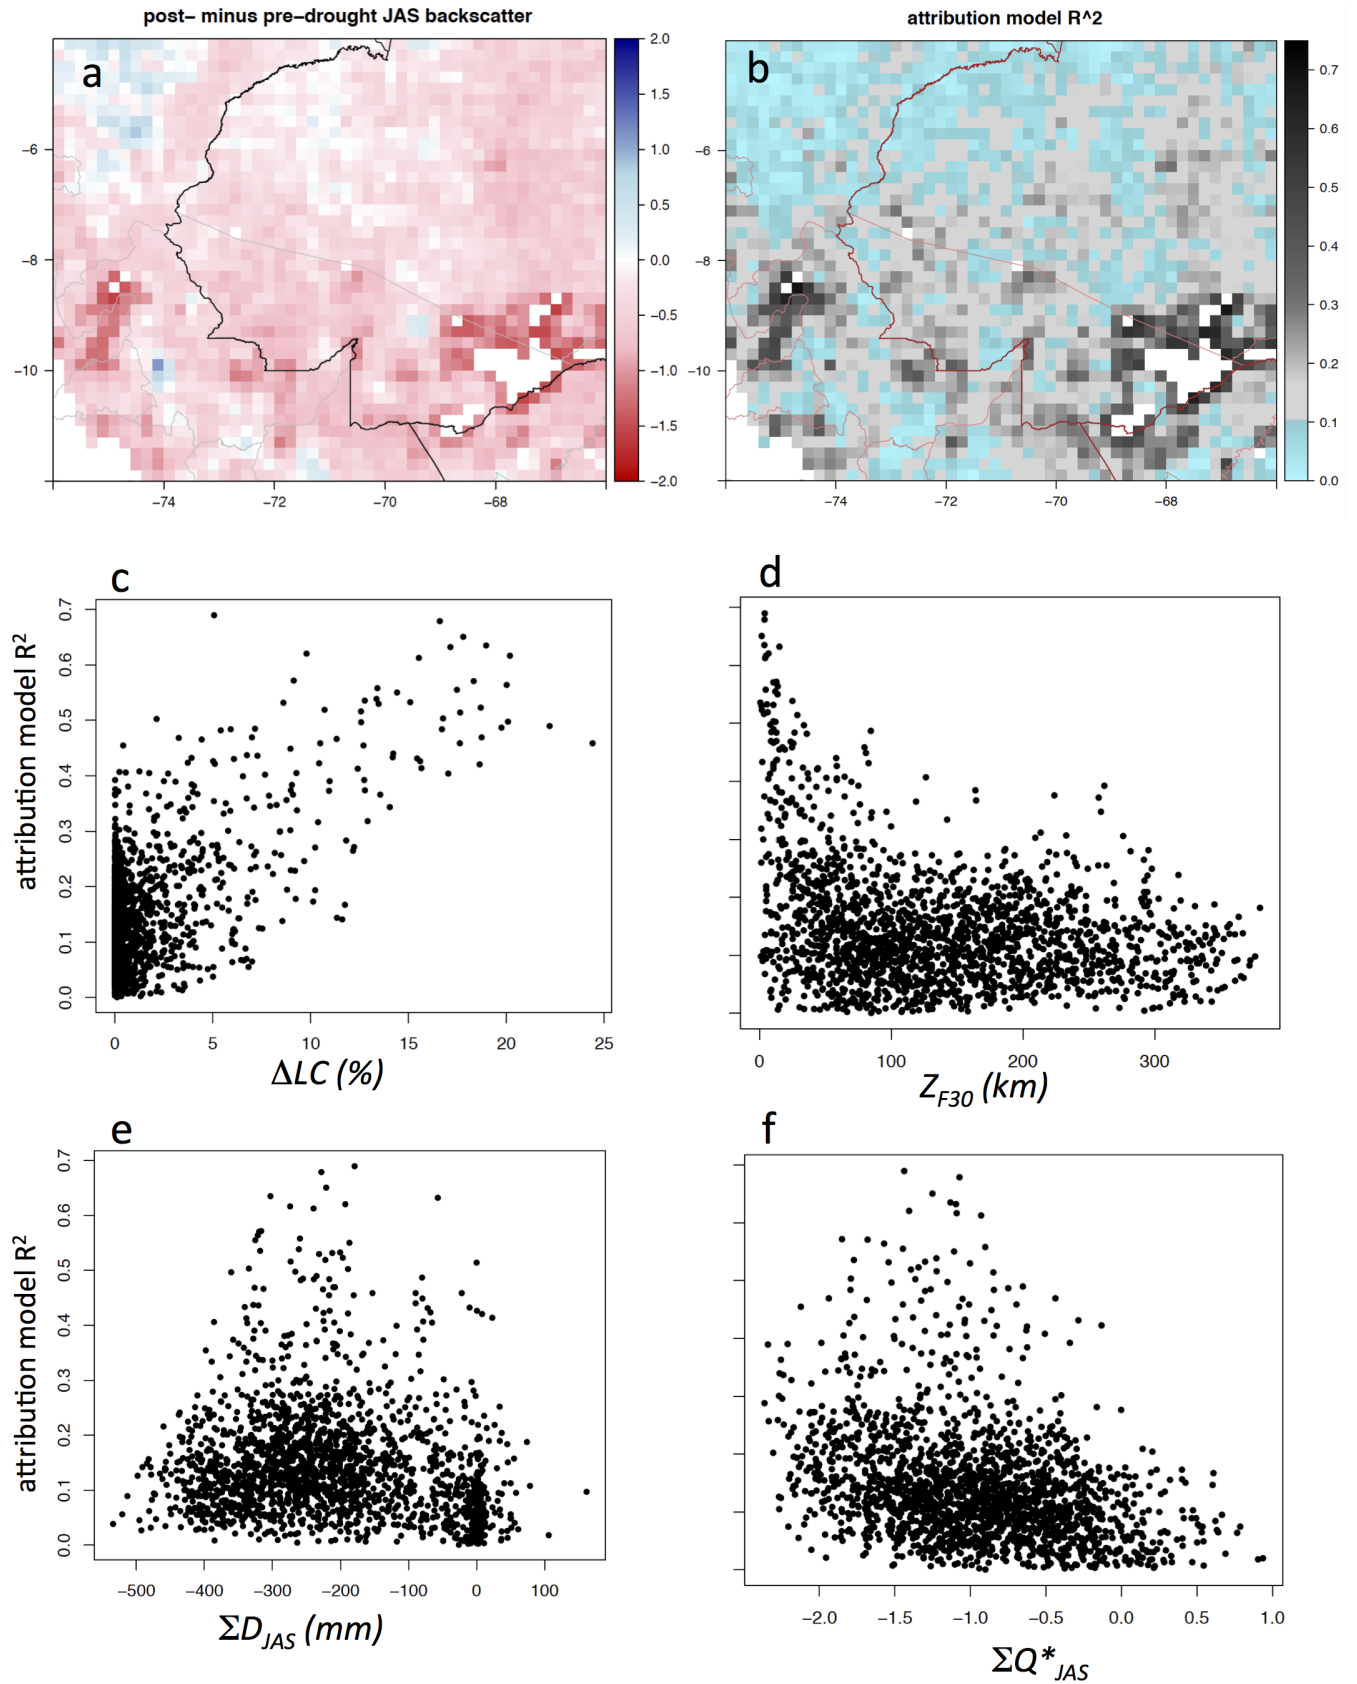 post− minus pre−drought JAS backscatter
attribution model R^2
a
b
2.0
1.5
1.0
0.5
0.0
−0.5
−1.0
−1.5
−2.0
0.7
0.6
0.5
0.4
0.3
0.2
0.1
0.0
−6
−8
−10
−6
−8
−10
−74 −72 −70 −68
−74 −72 −70 −68
c
attribution model R²
0.0 0.1 0.2 0.3 0.4 0.5 0.6 0.7
0 5 10 15 20 25
ΔLC (%)
d
0 100 200 300
Z_F30 (km)
e
attribution model R²
0.0 0.1 0.2 0.3 0.4 0.5 0.6 0.7
−500 −400 −300 −200 −100 0 100
ΣD_JAS (mm)
f
−2.0 −1.5 −1.0 −0.5 0.0 0.5 1.0
ΣQ*_JAS